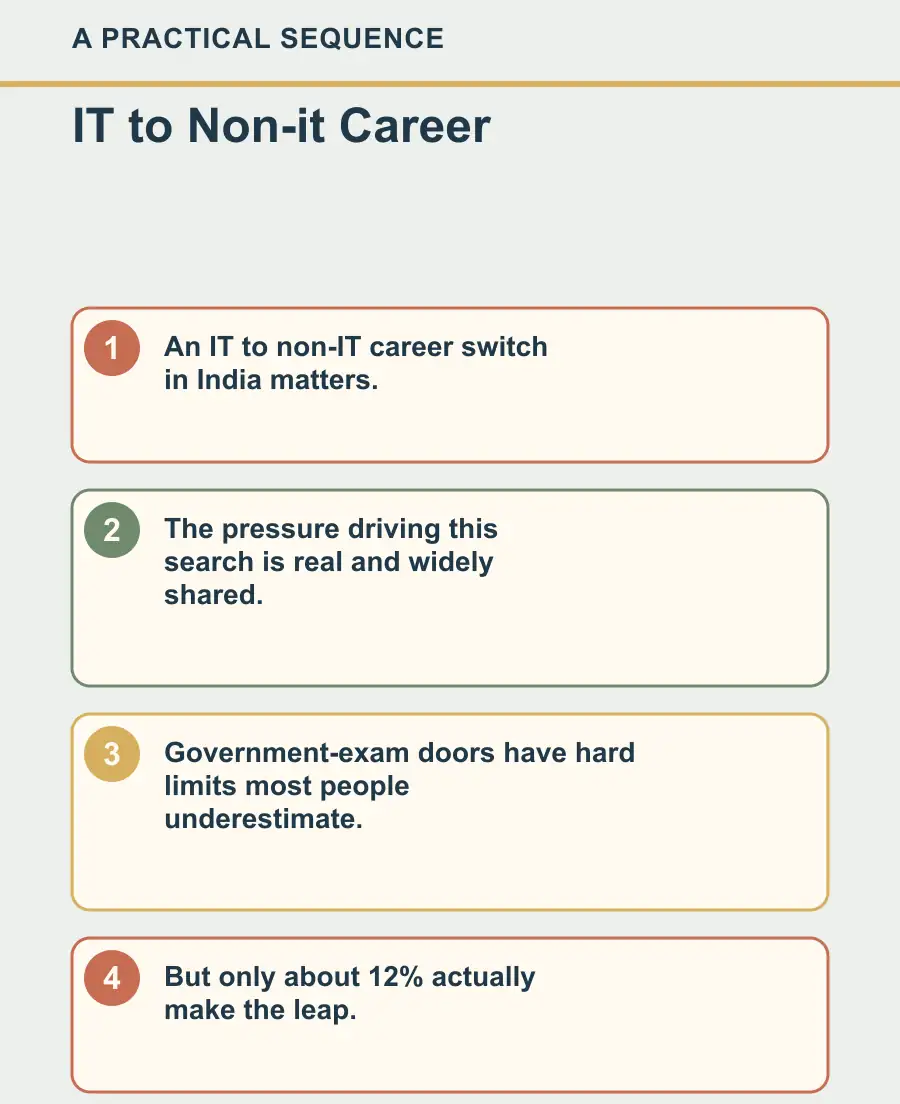 A PRACTICAL SEQUENCE
IT to Non-it Career
1
An IT to non-IT career switch
in India matters.
2
The pressure driving this
search is real and widely
shared.
3
Government-exam doors have hard
limits most people
underestimate.
4
But only about 12% actually
make the leap.